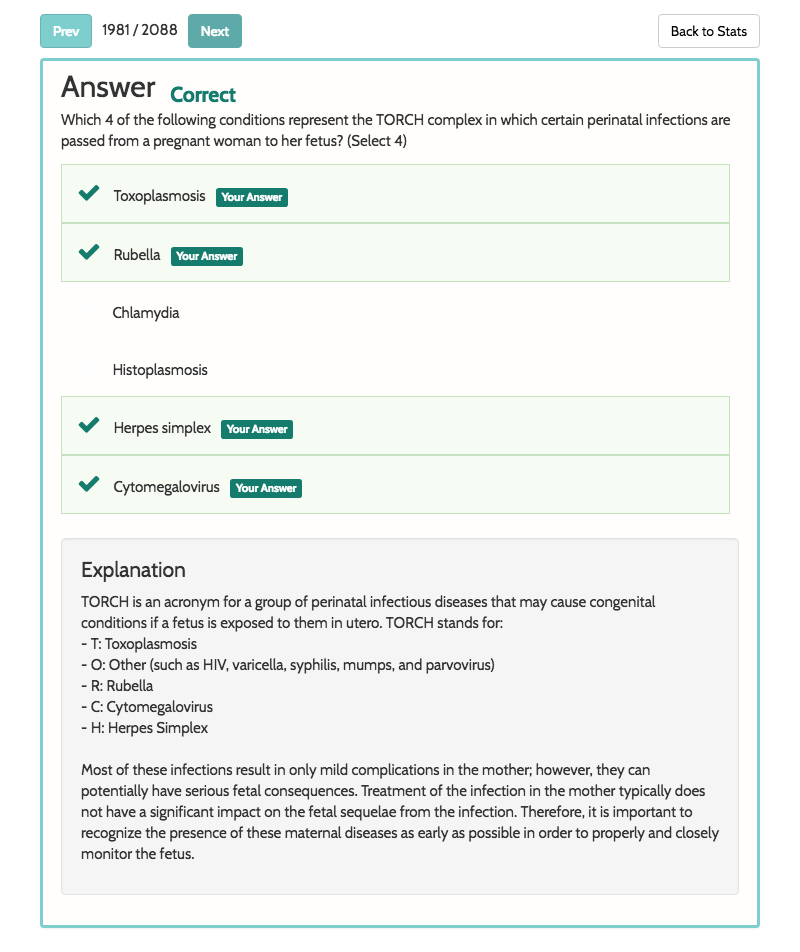 Prev 1981 / 2088 Next Back to Stats
Answer Correct
Which 4 of the following conditions represent the TORCH complex in which certain perinatal infections are
passed from a pregnant woman to her fetus? (Select 4)
Toxoplasmosis Your Answer
Rubella Your Answer
Chlamydia
Histoplasmosis
Herpes simplex Your Answer
Cytomegalovirus Your Answer
Explanation
TORCH is an acronym for a group of perinatal infectious diseases that may cause congenital
conditions if a fetus is exposed to them in utero. TORCH stands for:
- T: Toxoplasmosis
- O: Other (such as HIV, varicella, syphilis, mumps, and parvovirus)
- R: Rubella
- C: Cytomegalovirus
- H: Herpes Simplex
Most of these infections result in only mild complications in the mother; however, they can
potentially have serious fetal consequences. Treatment of the infection in the mother typically does
not have a significant impact on the fetal sequelae from the infection. Therefore, it is important to
recognize the presence of these maternal diseases as early as possible in order to properly and closely
monitor the fetus.